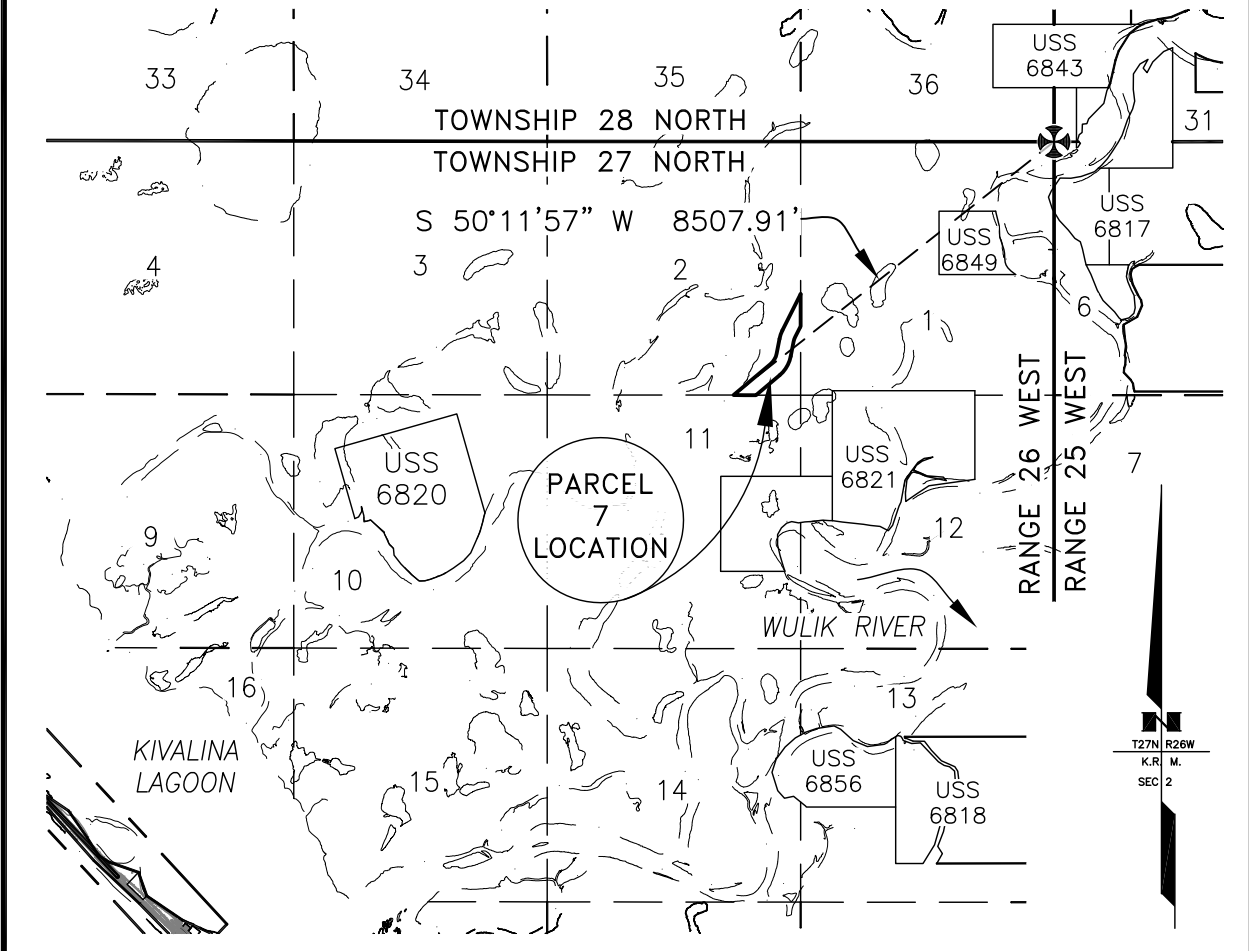 33
34
35
36
USS
6843
31
TOWNSHIP 28 NORTH
TOWNSHIP 27 NORTH
S 50°11'57" W 8507.91'
USS
6817
USS
6849
4
3
2
1
6
RANGE 26 WEST
RANGE 25 WEST
USS
6820
11
USS
6821
7
PARCEL
7
LOCATION
9
10
12
WULIK RIVER
16
13
KIVALINA
LAGOON
15
14
USS
6856
USS
6818
N
T27N R26W
K.R. M.
SEC 2